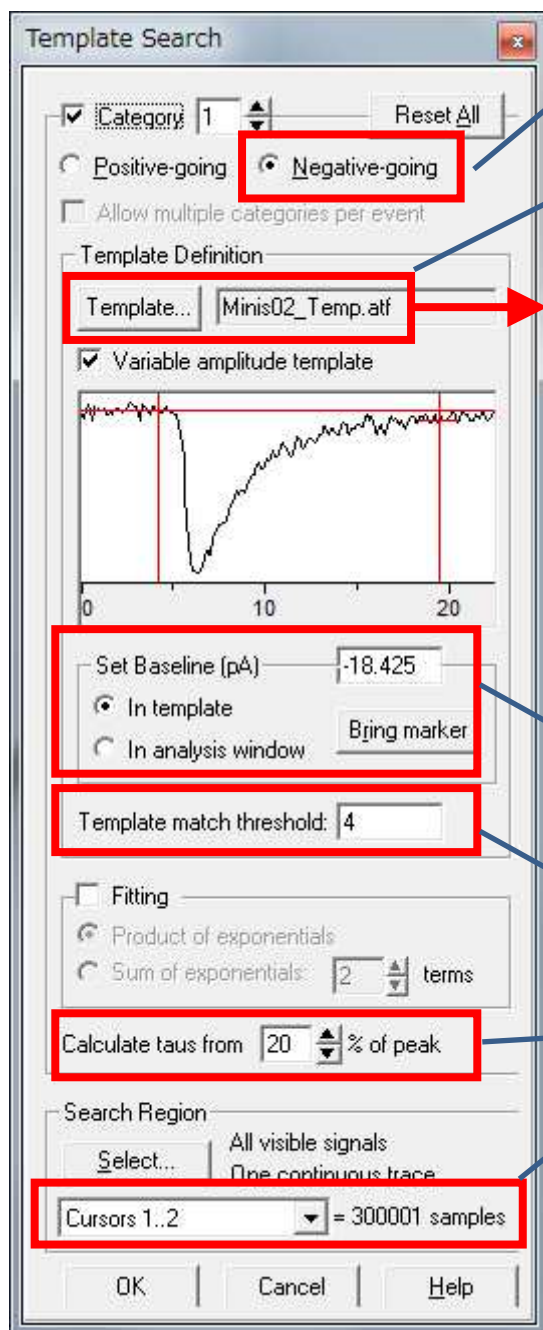 Template Search
Category 1 Reset All
Positive-going Negative-going
Allow multiple categories per event
Template Definition
Template... Minis02_Temp.atf
Variable amplitude template
0 10 20
Set Baseline (pA) -18.425
In template
In analysis window
Bring marker
Template match threshold: 4
Fitting
Product of exponentials
Sum of exponentials: 2 terms
Calculate taus from 20 % of peak
Search Region
Select... All visible signals
One continuous trace
Cursors 1..2 = 300001 samples
OK Cancel Help